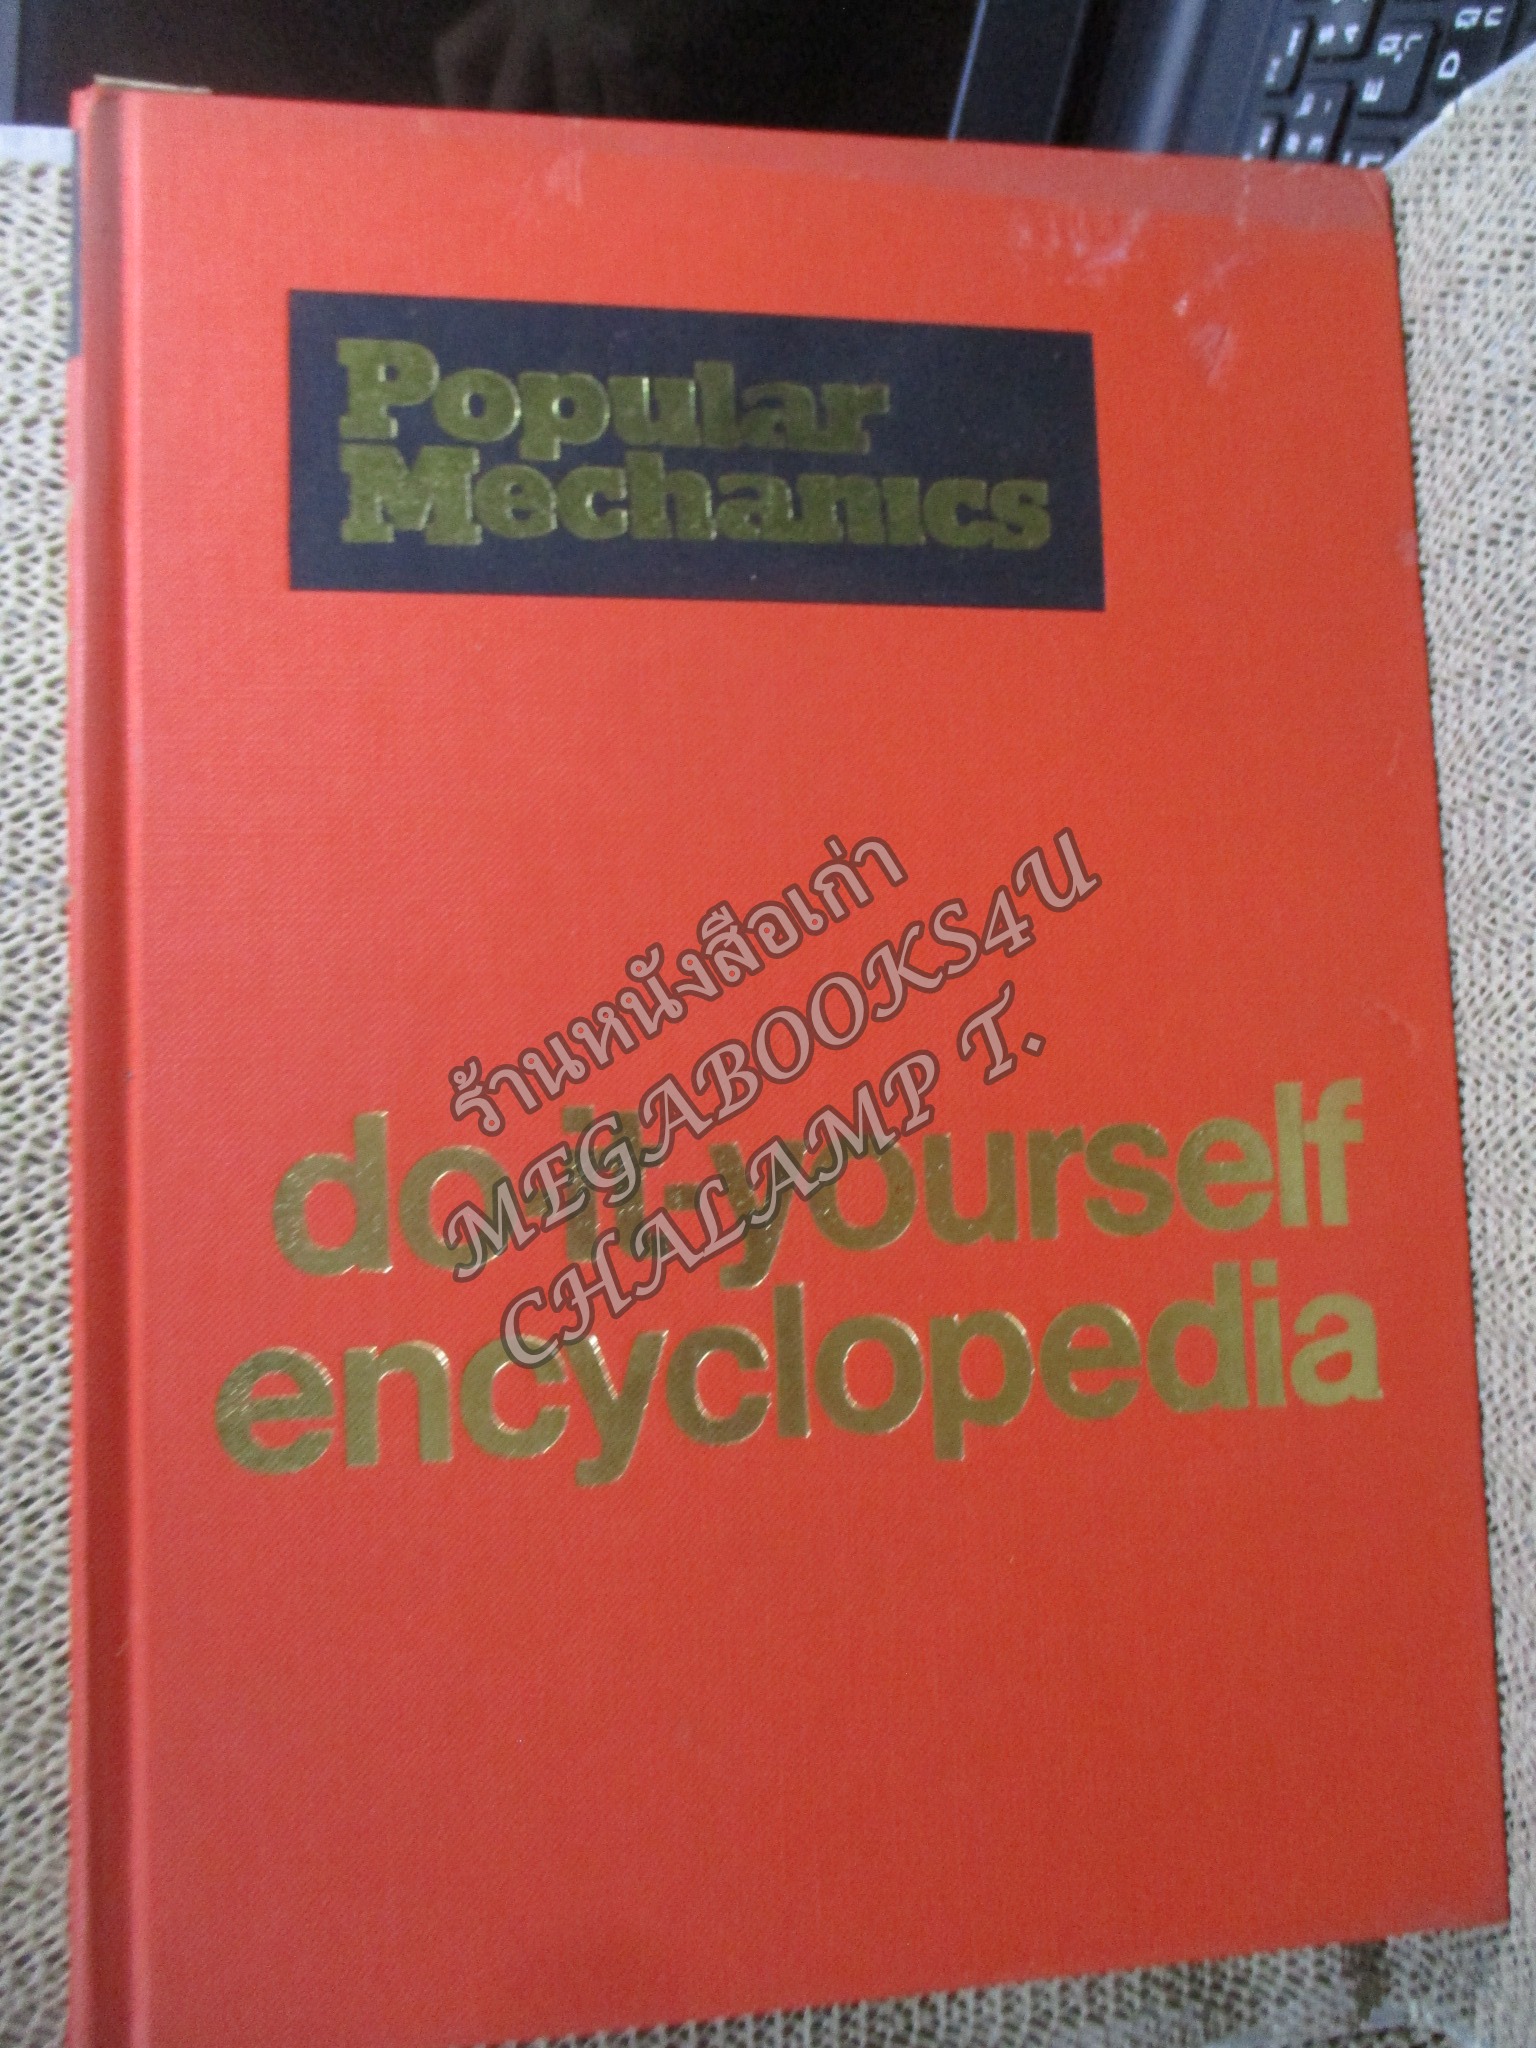 Popular
Mechanics
ร้านหนังสือเก่า
MEGABOOKS4U
CHALAMP T.
do-it-yourself
encyclopedia